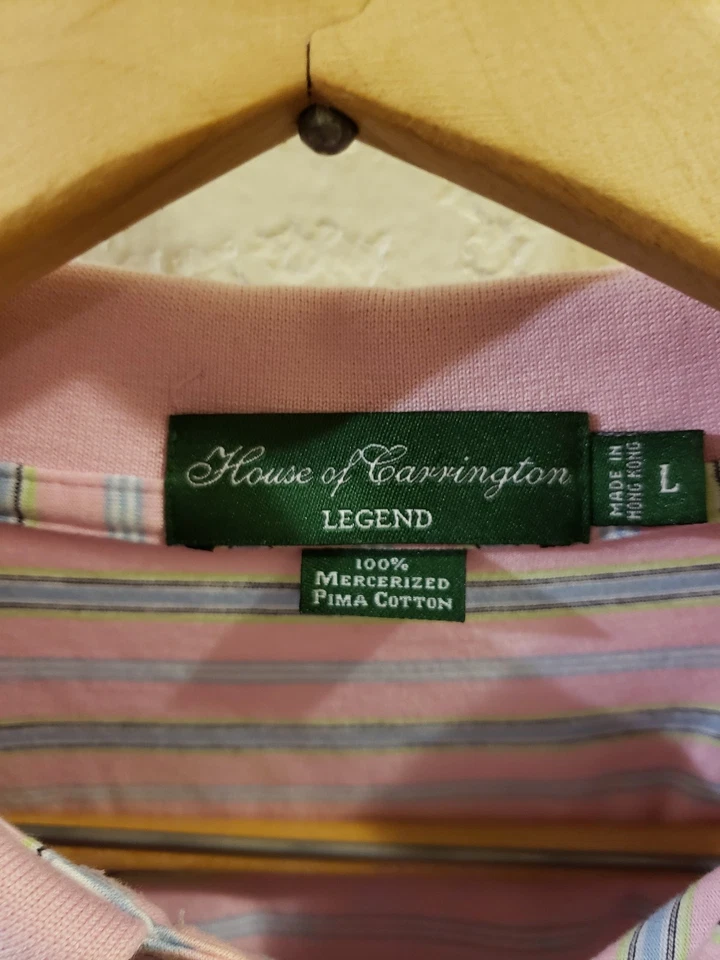 House of Carrington
LEGEND
MADE IN
HONG KONG
L
100%
MERCERIZED
PIMA COTTON